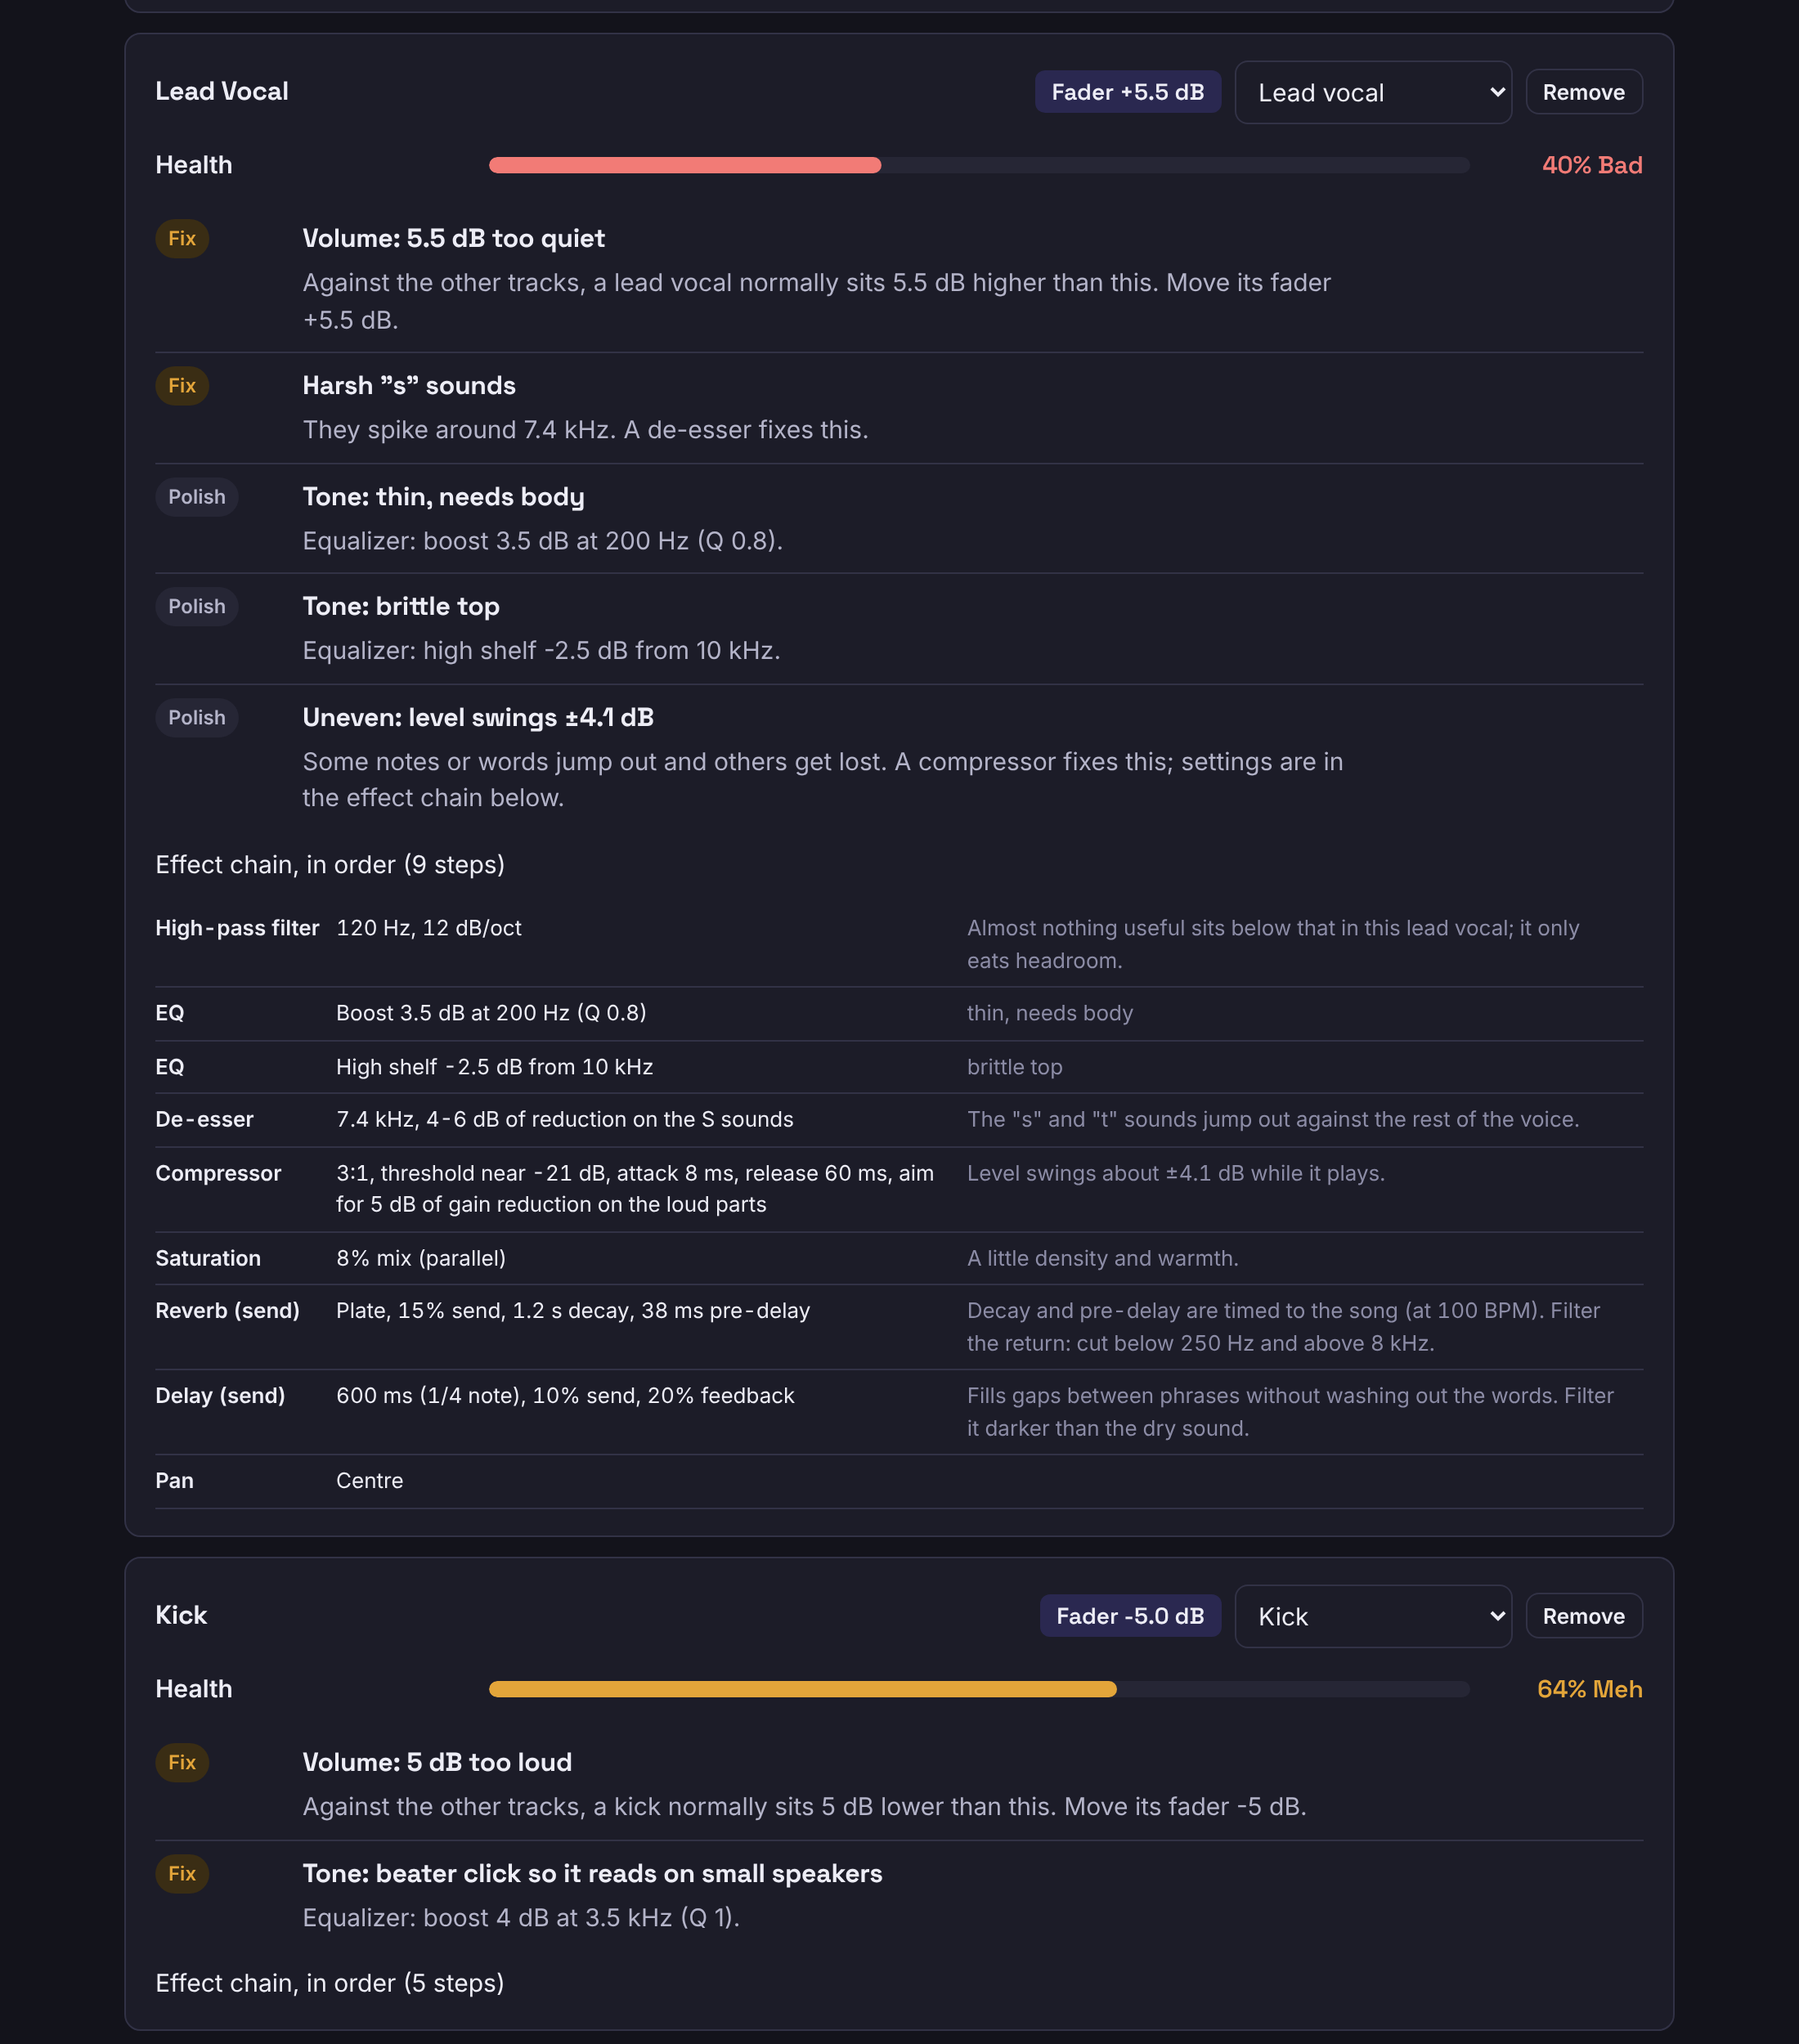 Lead Vocal
Fader +5.5 dB
Lead vocal
Remove
Health
40% Bad
Fix
Volume: 5.5 dB too quiet
Against the other tracks, a lead vocal normally sits 5.5 dB higher than this. Move its fader
+5.5 dB.
Fix
Harsh ”s” sounds
They spike around 7.4 kHz. A de-esser fixes this.
Polish
Tone: thin, needs body
Equalizer: boost 3.5 dB at 200 Hz (Q 0.8).
Polish
Tone: brittle top
Equalizer: high shelf -2.5 dB from 10 kHz.
Polish
Uneven: level swings ±4.1 dB
Some notes or words jump out and others get lost. A compressor fixes this; settings are in
the effect chain below.
Effect chain, in order (9 steps)
High-pass filter
120 Hz, 12 dB/oct
Almost nothing useful sits below that in this lead vocal; it only
eats headroom.
EQ
Boost 3.5 dB at 200 Hz (Q 0.8)
thin, needs body
EQ
High shelf -2.5 dB from 10 kHz
brittle top
De-esser
7.4 kHz, 4-6 dB of reduction on the S sounds
The "s" and "t" sounds jump out against the rest of the voice.
Compressor
3:1, threshold near -21 dB, attack 8 ms, release 60 ms, aim
for 5 dB of gain reduction on the loud parts
Level swings about ±4.1 dB while it plays.
Saturation
8% mix (parallel)
A little density and warmth.
Reverb (send)
Plate, 15% send, 1.2 s decay, 38 ms pre-delay
Decay and pre-delay are timed to the song (at 100 BPM). Filter
the return: cut below 250 Hz and above 8 kHz.
Delay (send)
600 ms (1/4 note), 10% send, 20% feedback
Fills gaps between phrases without washing out the words. Filter
it darker than the dry sound.
Pan
Centre
Kick
Fader -5.0 dB
Kick
Remove
Health
64% Meh
Fix
Volume: 5 dB too loud
Against the other tracks, a kick normally sits 5 dB lower than this. Move its fader -5 dB.
Fix
Tone: beater click so it reads on small speakers
Equalizer: boost 4 dB at 3.5 kHz (Q 1).
Effect chain, in order (5 steps)